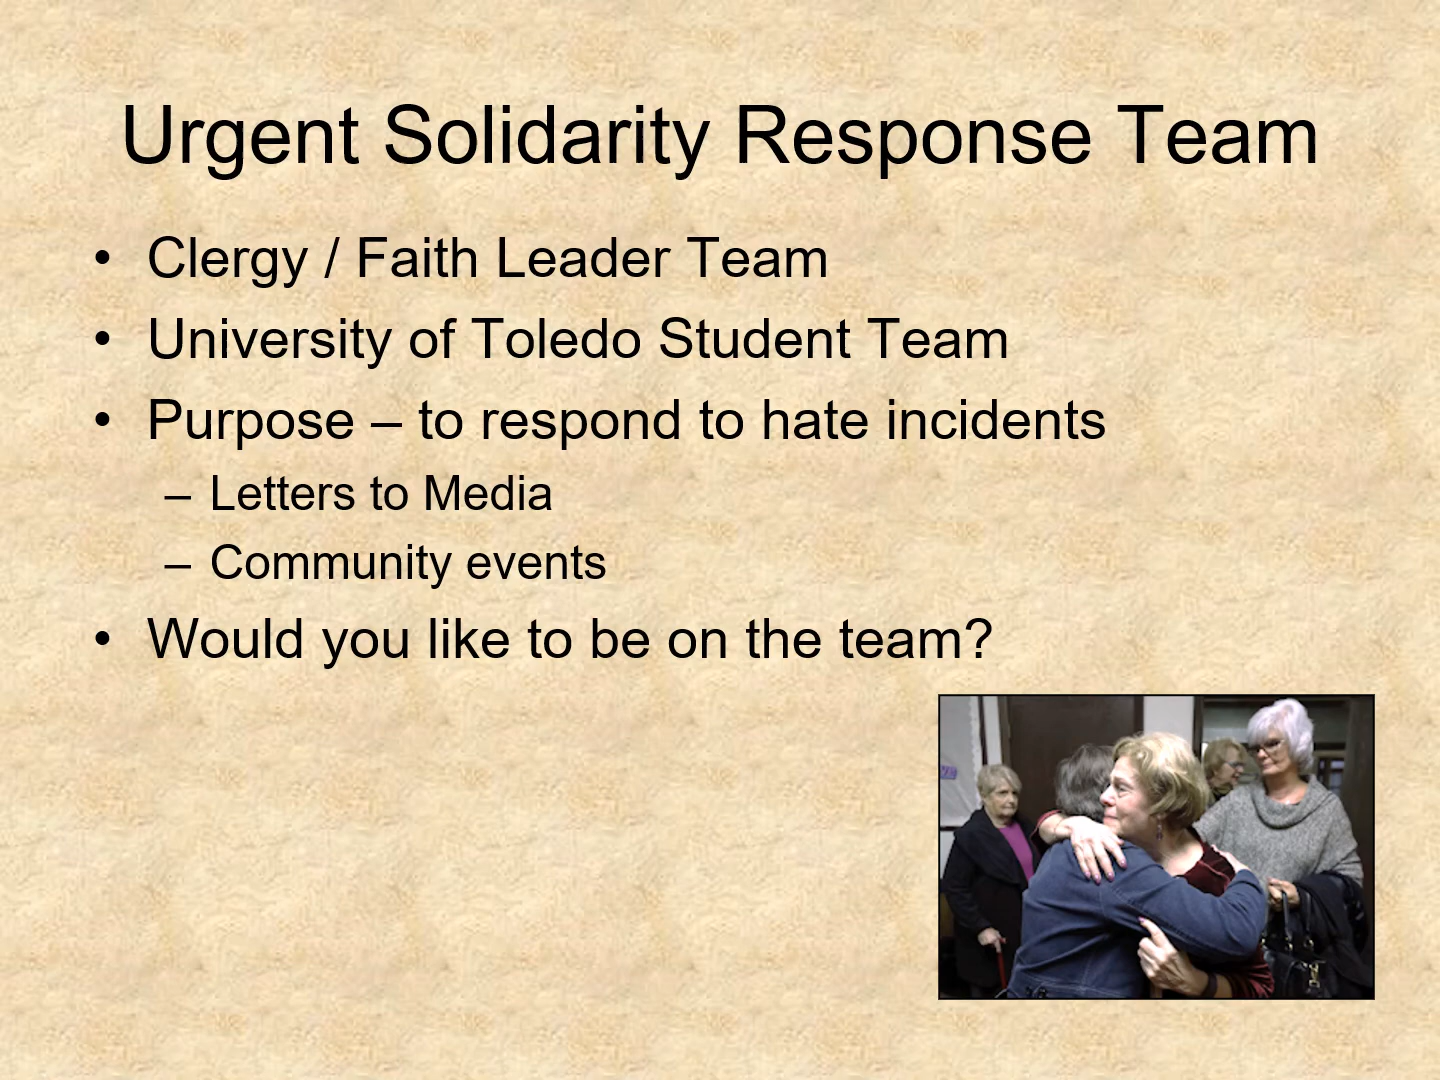 Urgent Solidarity Response Team
• Clergy / Faith Leader Team
• University of Toledo Student Team
• Purpose – to respond to hate incidents
– Letters to Media
– Community events
• Would you like to be on the team?